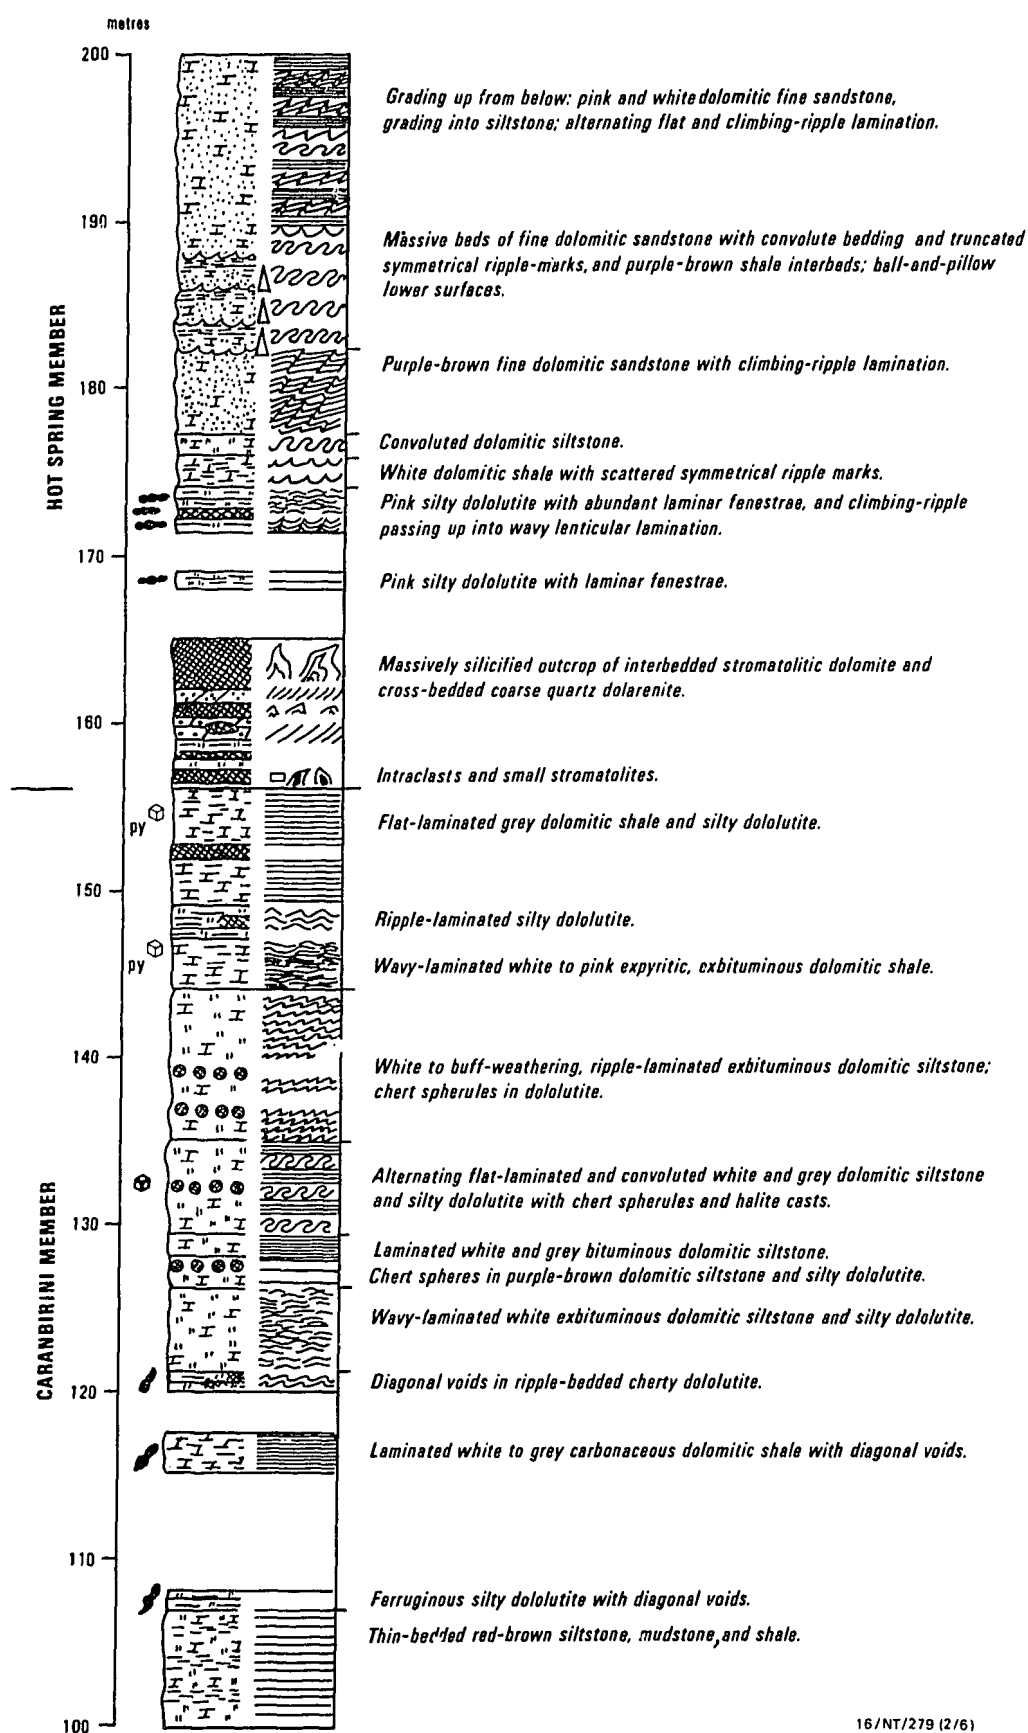 metres
200
Grading up from below: pink and white dolomitic fine sandstone,
grading into siltstone; alternating flat and climbing-ripple lamination.
190
Massive beds of fine dolomitic sandstone with convolute bedding and truncated
symmetrical ripple-marks, and purple-brown shale interbeds; ball-and-pillow
lower surfaces.
HOT SPRING MEMBER
Purple-brown fine dolomitic sandstone with climbing-ripple lamination.
180
Convoluted dolomitic siltstone.
White dolomitic shale with scattered symmetrical ripple marks.
Pink silty dololutite with abundant laminar fenestrae, and climbing-ripple
passing up into wavy lenticular lamination.
170
Pink silty dololutite with laminar fenestrae.
Massively silicified outcrop of interbedded stromatolitic dolomite and
cross-bedded coarse quartz dolarenite.
160
Intraclasts and small stromatolites.
py
Flat-laminated grey dolomitic shale and silty dololutite.
150
Ripple-laminated silty dololutite.
py
Wavy-laminated white to pink expyritic, exbituminous dolomitic shale.
140
White to buff-weathering, ripple-laminated exbituminous dolomitic siltstone;
chert spherules in dololutite.
CARANBIRINI MEMBER
Alternating flat-laminated and convoluted white and grey dolomitic siltstone
and silty dololutite with chert spherules and halite casts.
130
Laminated white and grey bituminous dolomitic siltstone.
Chert spheres in purple-brown dolomitic siltstone and silty dololutite.
Wavy-laminated white exbituminous dolomitic siltstone and silty dololutite.
120
Diagonal voids in ripple-bedded cherty dololutite.
Laminated white to grey carbonaceous dolomitic shale with diagonal voids.
110
Ferruginous silty dololutite with diagonal voids.
Thin-bedded red-brown siltstone, mudstone, and shale.
100
16/NT/279 (2/6)